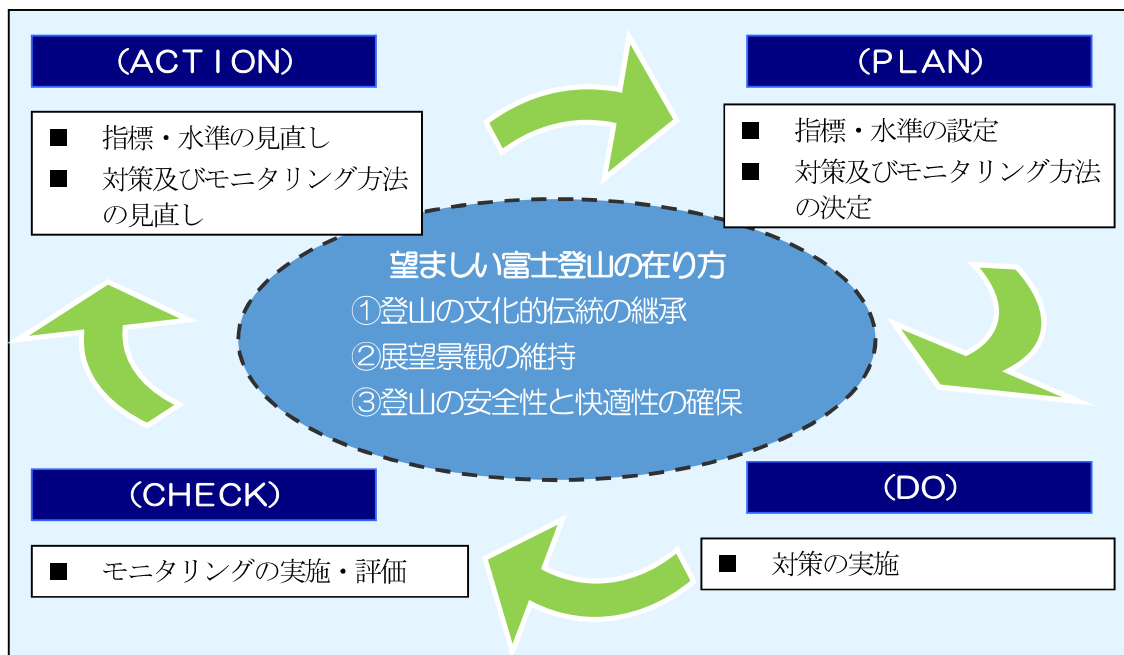 (ACTION)
■ 指標・水準の見直し
■ 対策及びモニタリング方法
の見直し
(PLAN)
■ 指標・水準の設定
■ 対策及びモニタリング方法
の決定
望ましい富士登山の在り方
①登山の文化的伝統の継承
②展望景観の維持
③登山の安全性と快適性の確保
(CHECK)
■ モニタリングの実施・評価
(DO)
■ 対策の実施